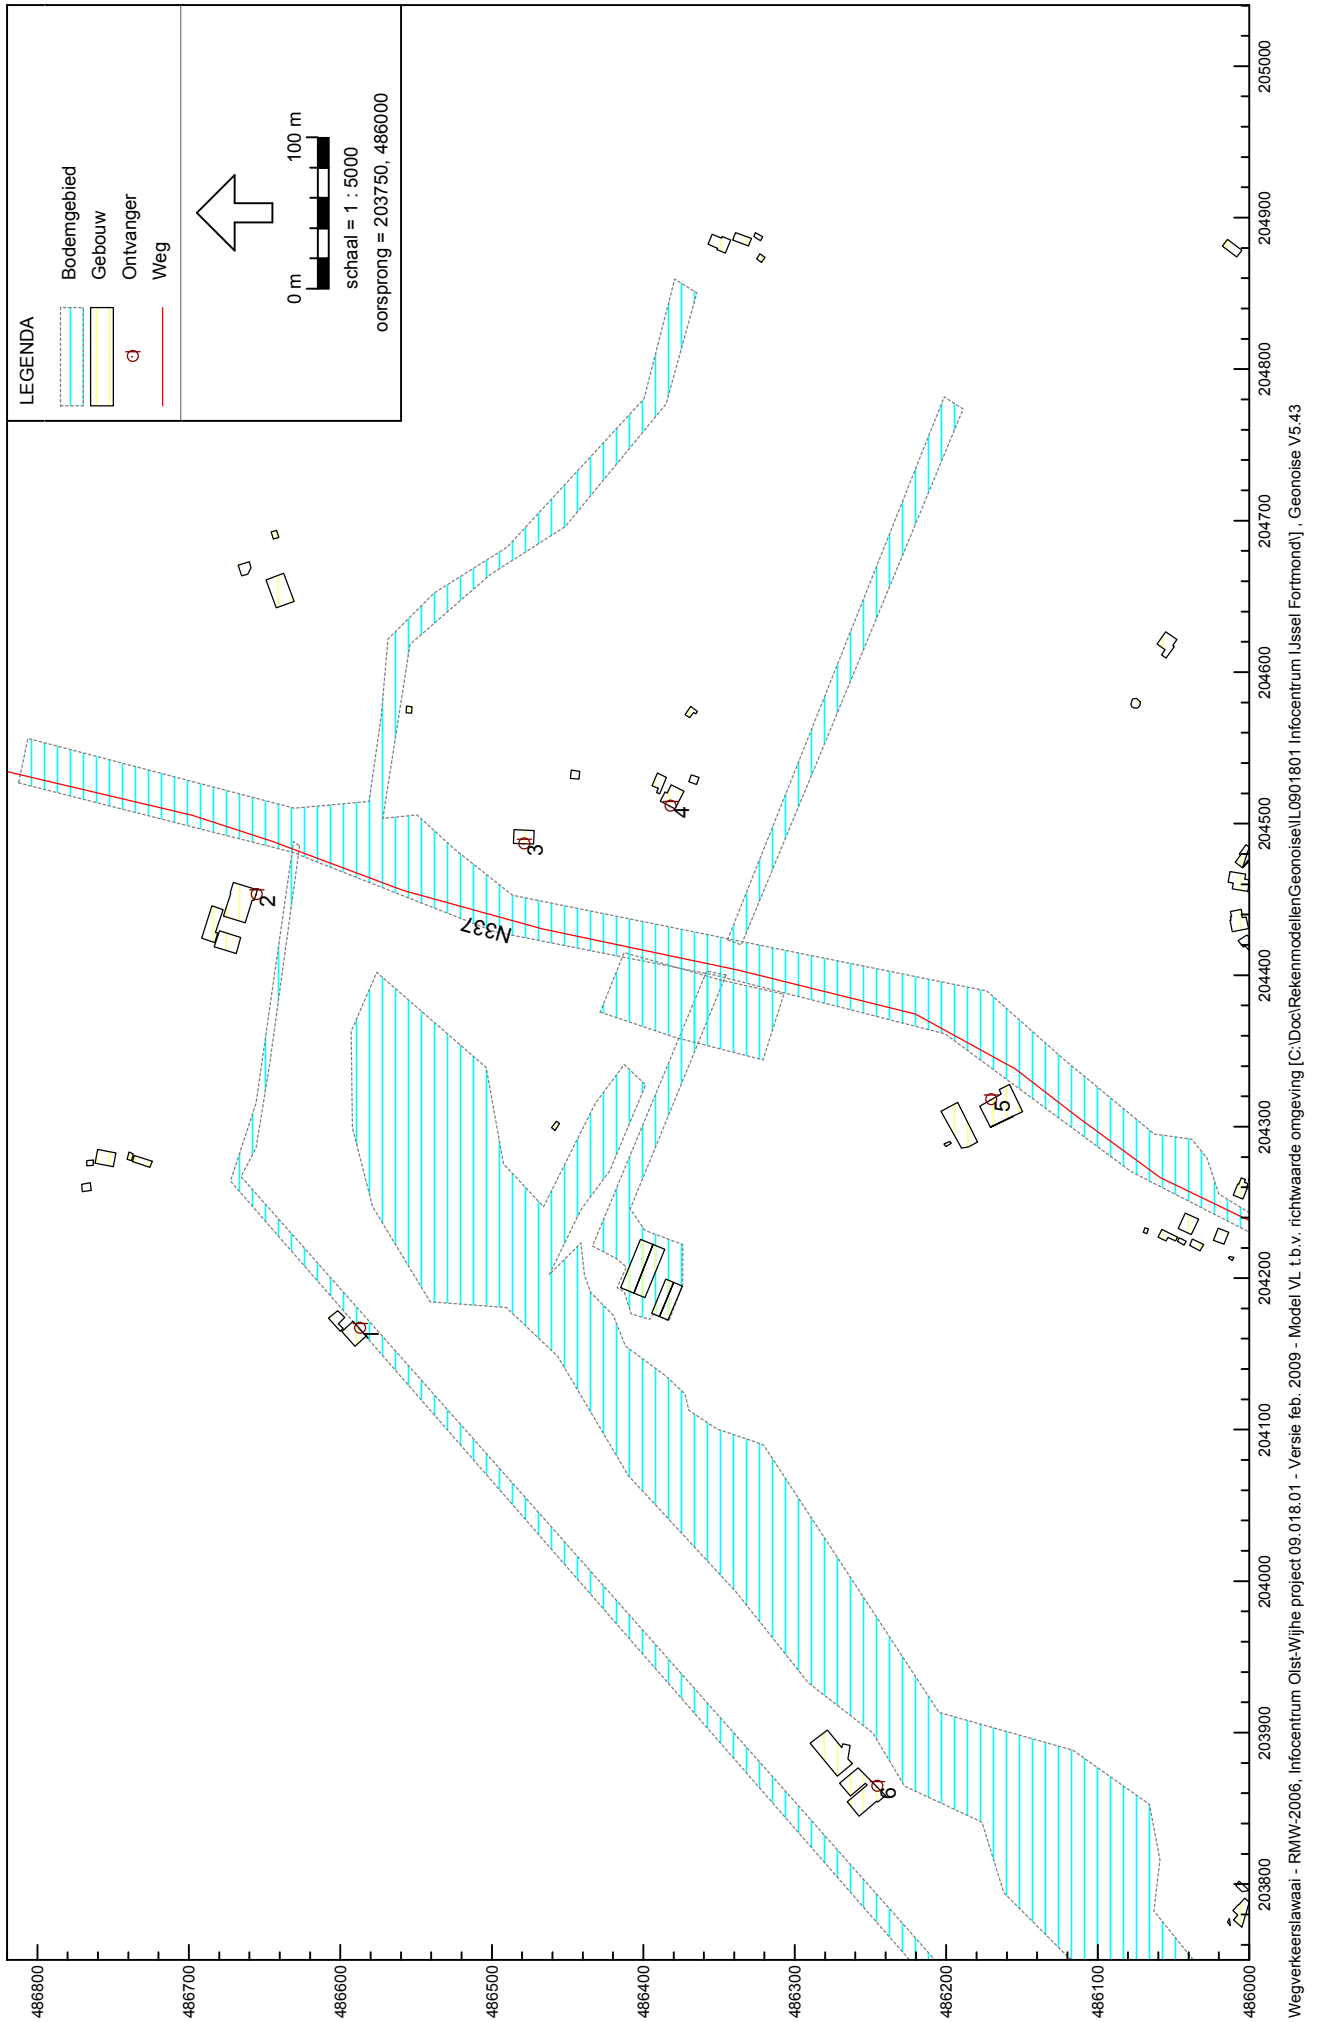 LEGENDA
Bodemgebied
Gebouw
Ontvanger
Weg
0 m 100 m
schaal = 1 : 5000
oorsprong = 203750, 486000
N337
1
2
3
4
5
6
486800
486700
486600
486500
486400
486300
486200
486100
486000
203800 203900 204000 204100 204200 204300 204400 204500 204600 204700 204800 204900 205000
Wegverkeerslawaai - RMW-2006, Infocentrum Olst-Wijhe project 09.018.01 - Versie feb. 2009 - Model VL t.b.v. richtwaarde omgeving [C:\Doc\Rekenmodellen\Geonoise\IL0901801 Infocentrum IJssel Fortmond\] , Geonoise V5.43